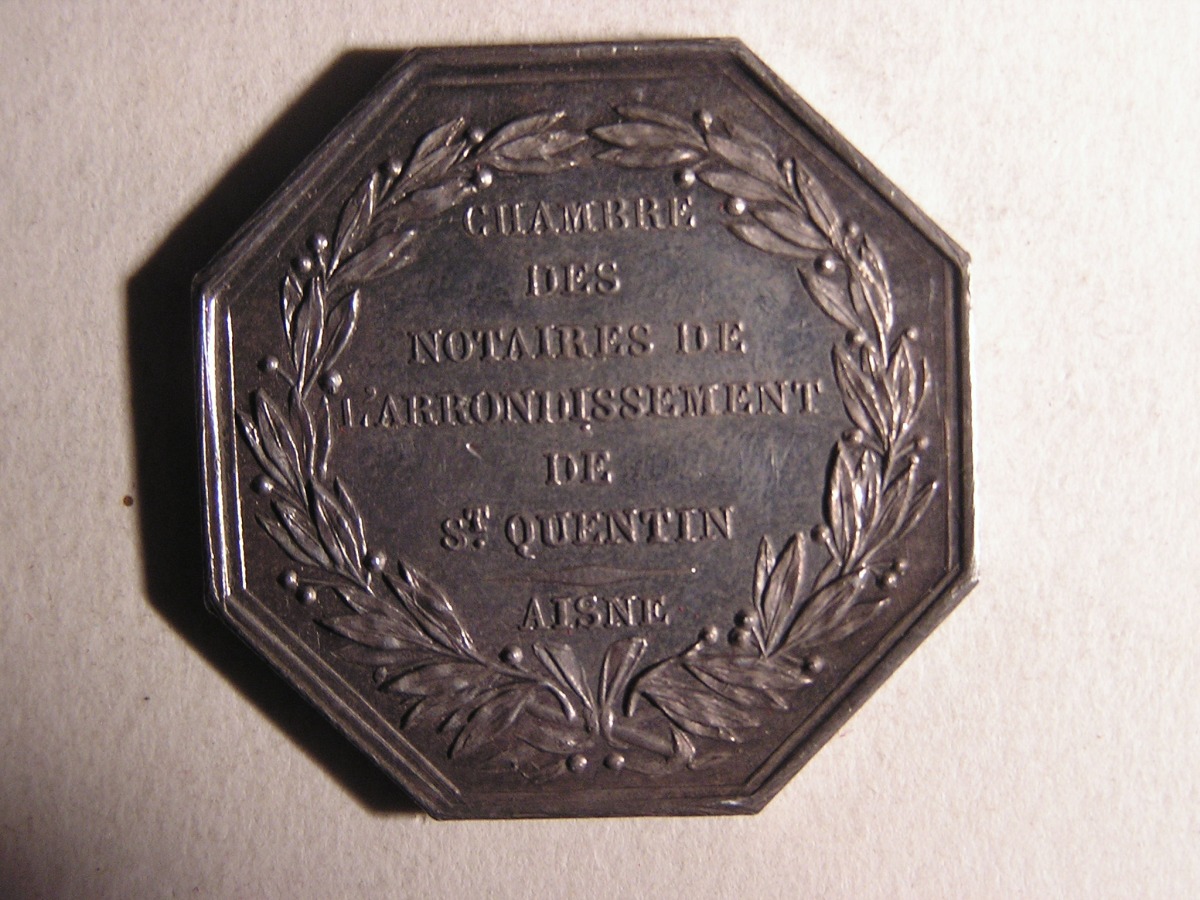 CHAMBRE
DES
NOTAIRES DE
L'ARRONDISSEMENT
DE
ST. QUENTIN
AISNE